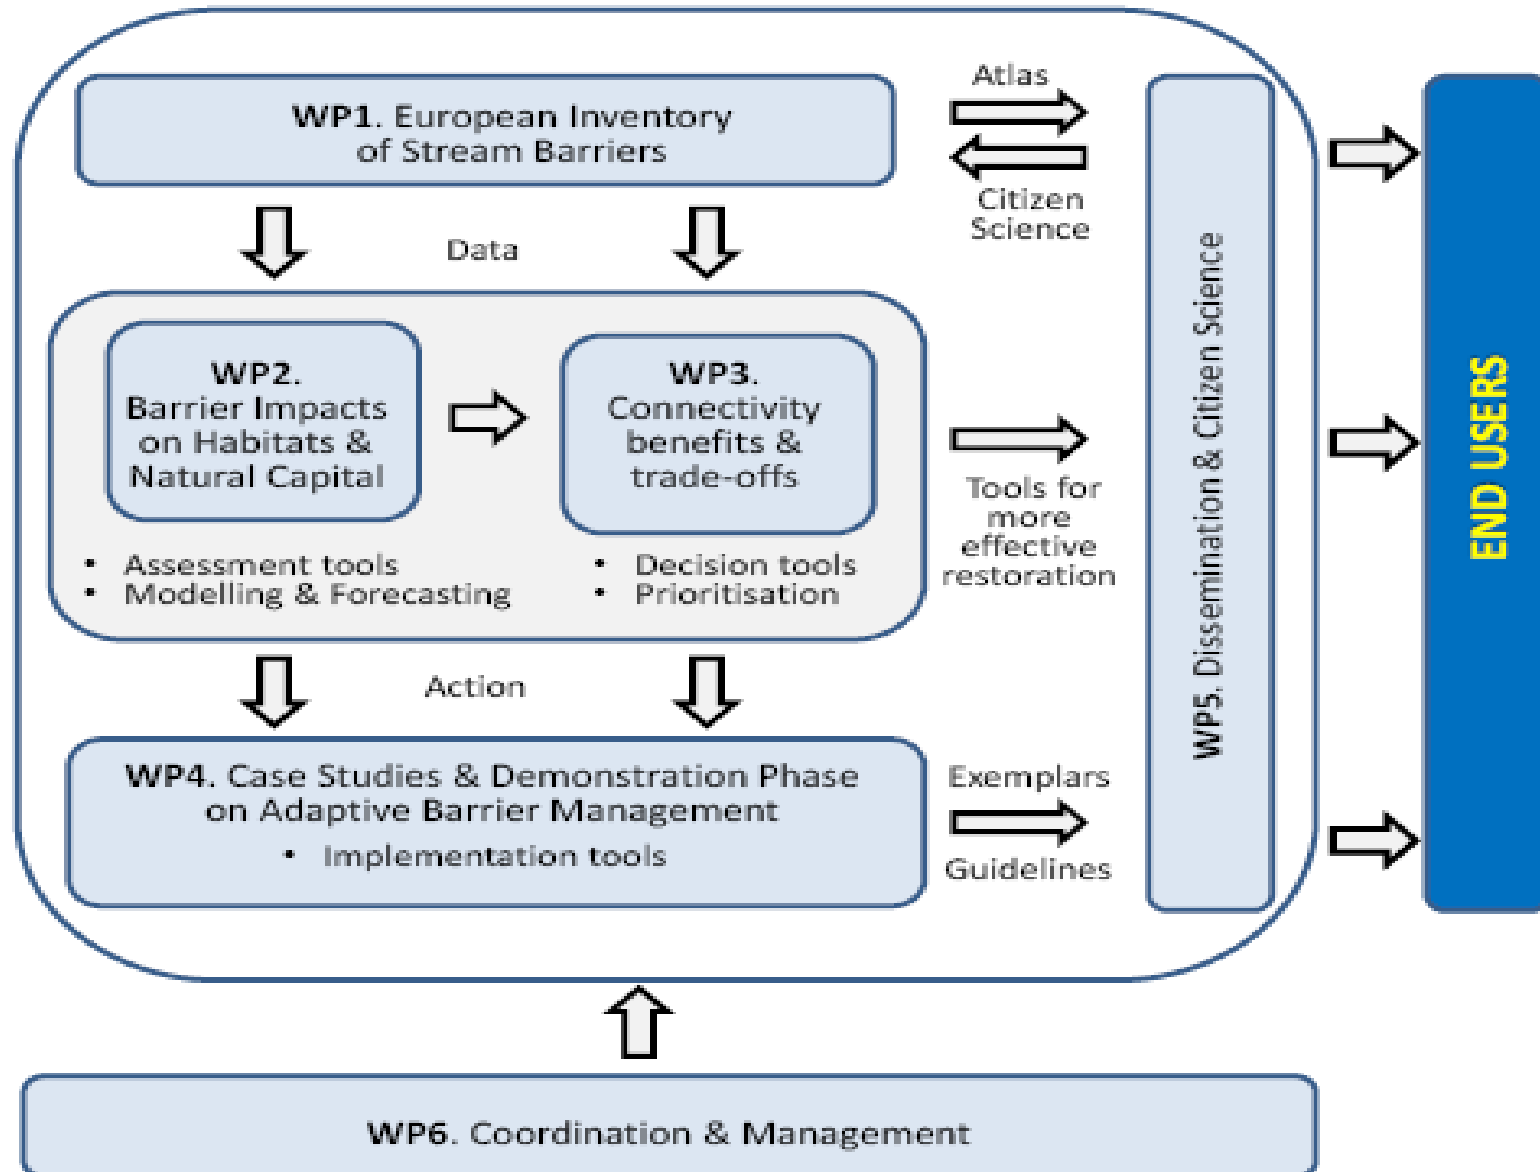 WP1. European Inventory
of Stream Barriers
Atlas
Citizen
Science
Data
WP2.
Barrier Impacts
on Habitats &
Natural Capital
WP3.
Connectivity
benefits &
trade-offs
• Assessment tools
• Modelling & Forecasting
• Decision tools
• Prioritisation
Tools for
more
effective
restoration
Action
WP4. Case Studies & Demonstration Phase
on Adaptive Barrier Management
• Implementation tools
Exemplars
Guidelines
WP5. Dissemination & Citizen Science
END USERS
WP6. Coordination & Management